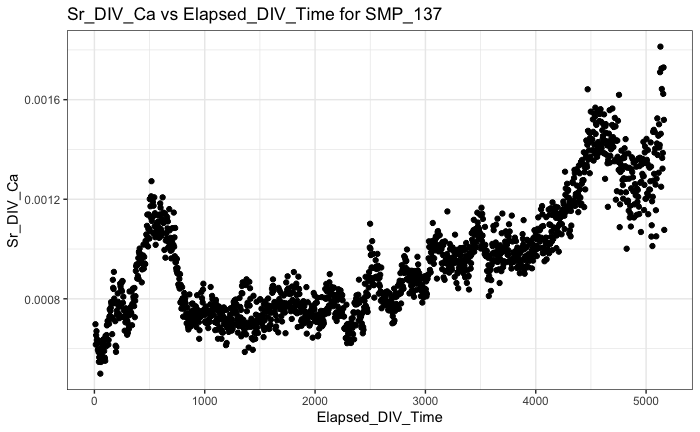 Sr_DIV_Ca vs Elapsed_DIV_Time for SMP_137
Sr_DIV_Ca
0.0016
0.0012
0.0008
0 1000 2000 3000 4000 5000
Elapsed_DIV_Time